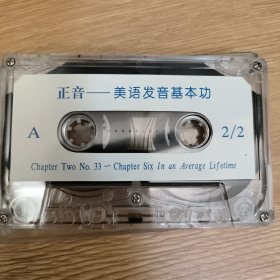 正音——美语发音基本功
A
2/2
Chapter Two No. 33 ~ Chapter Six In an Average Lifetime